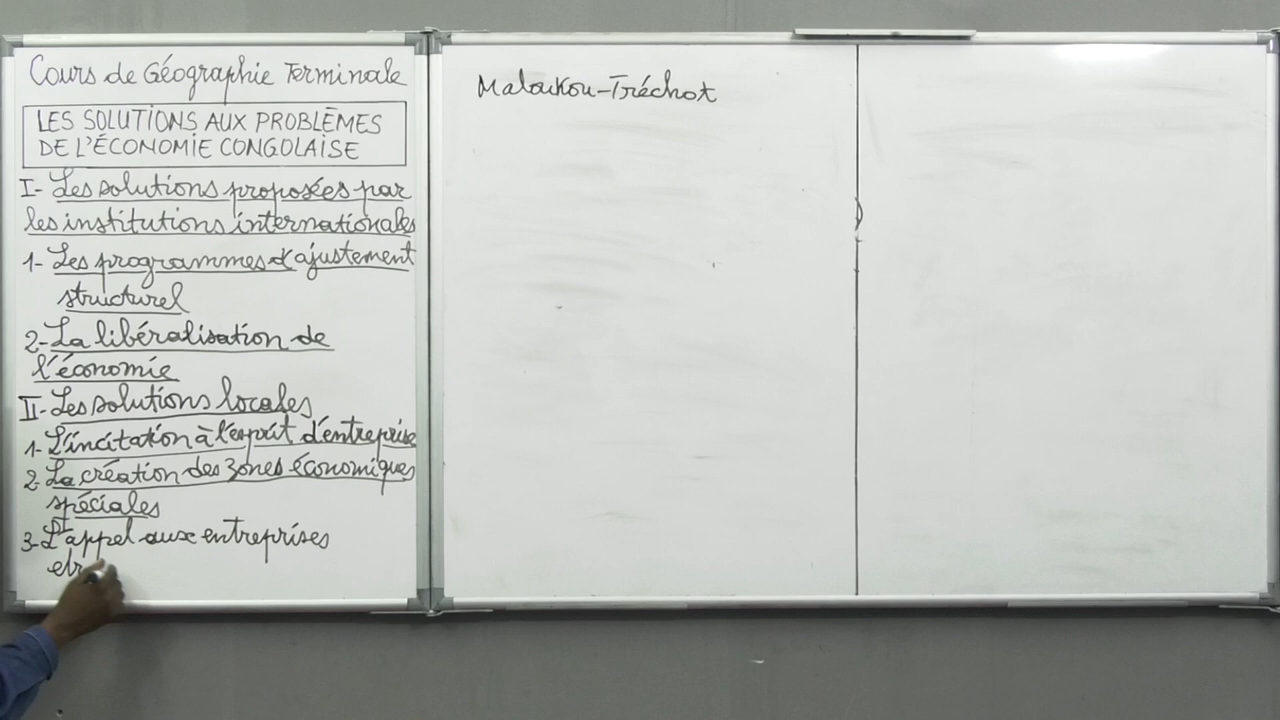 Cours de Géographie Terminale
LES SOLUTIONS AUX PROBLÈMES
DE L'ÉCONOMIE CONGOLAISE
I- Les solutions proposées par
les institutions internationales
1- Les programmes d'ajustement
structurel
2- La libéralisation de
l'économie
II- Les solutions locales
1- L'incitation à l'esprit d'entreprise
2- La création des zones économiques
spéciales
3- L'appel aux entreprises
Maloukou-Tréchot